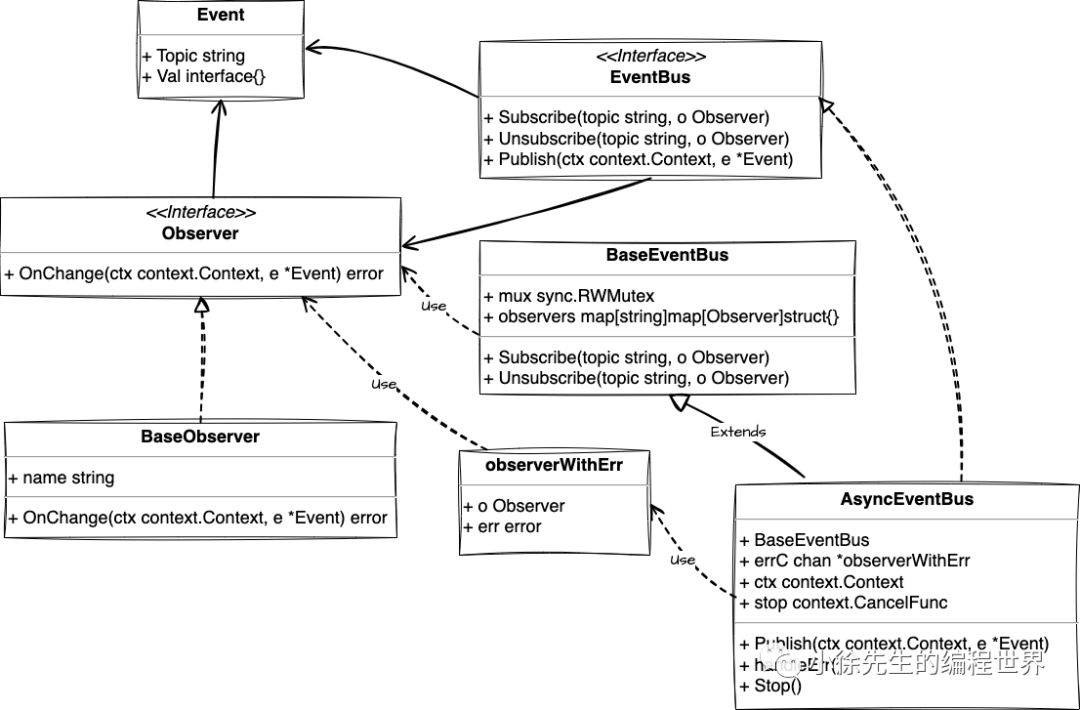 Event
+ Topic string
+ Val interface{}
<<Interface>>
EventBus
+ Subscribe(topic string, o Observer)
+ Unsubscribe(topic string, o Observer)
+ Publish(ctx context.Context, e *Event)
<<Interface>>
Observer
+ OnChange(ctx context.Context, e *Event) error
BaseEventBus
+ mux sync.RWMutex
+ observers map[string]map[Observer]struct{}
+ Subscribe(topic string, o Observer)
+ Unsubscribe(topic string, o Observer)
Use
Use
Extends
BaseObserver
+ name string
+ OnChange(ctx context.Context, e *Event) error
observerWithErr
+ o Observer
+ err error
Use
AsyncEventBus
+ BaseEventBus
+ errC chan *observerWithErr
+ ctx context.Context
+ stop context.CancelFunc
+ Publish(ctx context.Context, e *Event)
+ handleErr()
+ Stop()
小徐先生的编程世界